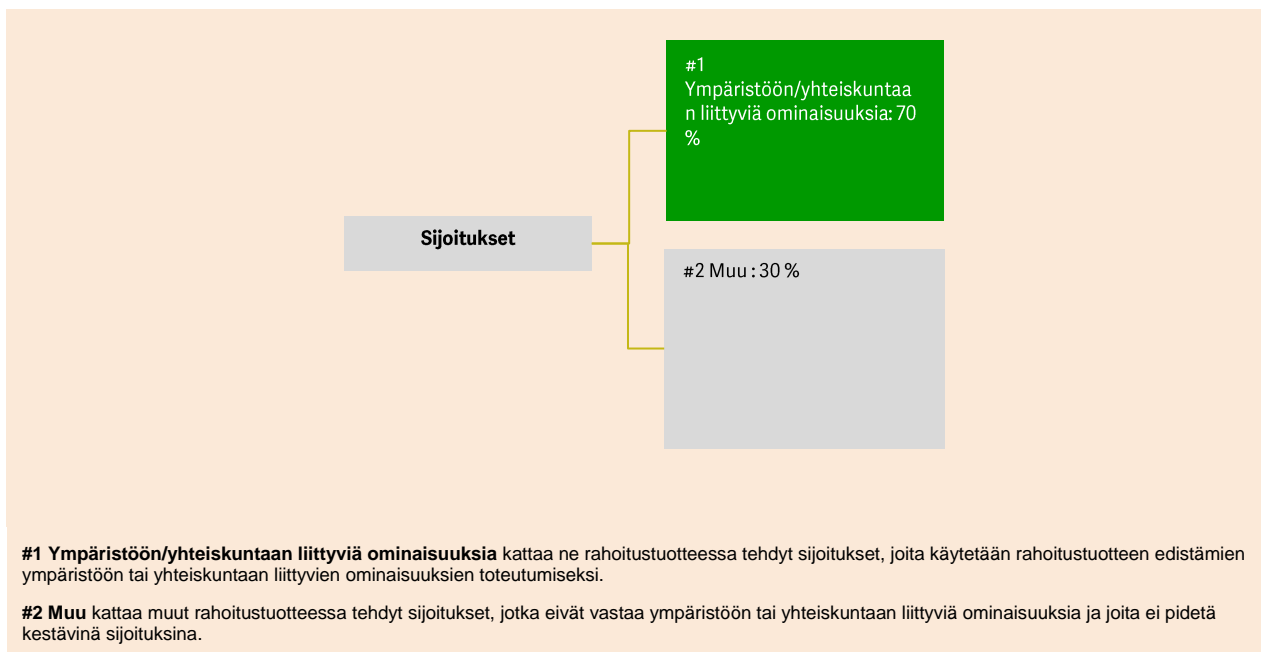 #1
Ympäristöön/yhteiskuntaa
n liittyviä ominaisuuksia: 70
%
Sijoitukset
#2 Muu : 30 %
#1 Ympäristöön/yhteiskuntaan liittyviä ominaisuuksia kattaa ne rahoitustuotteessa tehdyt sijoitukset, joita käytetään rahoitustuotteen edistämien
ympäristöön tai yhteiskuntaan liittyvien ominaisuuksien toteutumiseksi.
#2 Muu kattaa muut rahoitustuotteessa tehdyt sijoitukset, jotka eivät vastaa ympäristöön tai yhteiskuntaan liittyviä ominaisuuksia ja joita ei pidetä
kestävinä sijoituksina.